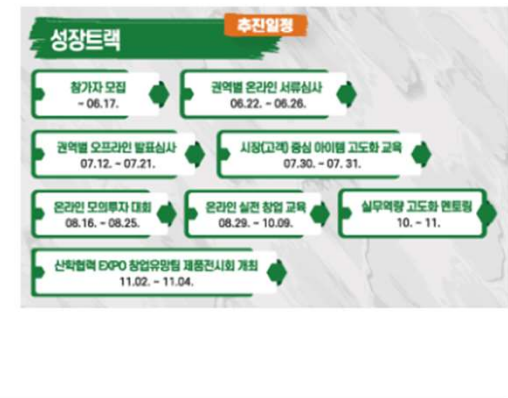 추진일정
성장트랙
참가자 모집
~ 06.17.
권역별 온라인 서류심사
06.22. ~ 06.26.
권역별 오프라인 발표심사
07.12. ~ 07.21.
시장(고객) 중심 아이템 고도화 교육
07.30. ~ 07. 31.
온라인 모의투자 대회
08.16. ~ 08.25.
온라인 실전 창업 교육
08.29. ~ 10.09.
실무역량 고도화 멘토링
10. ~ 11.
산학협력 EXPO 창업유망팀 제품전시회 개최
11.02. ~ 11.04.